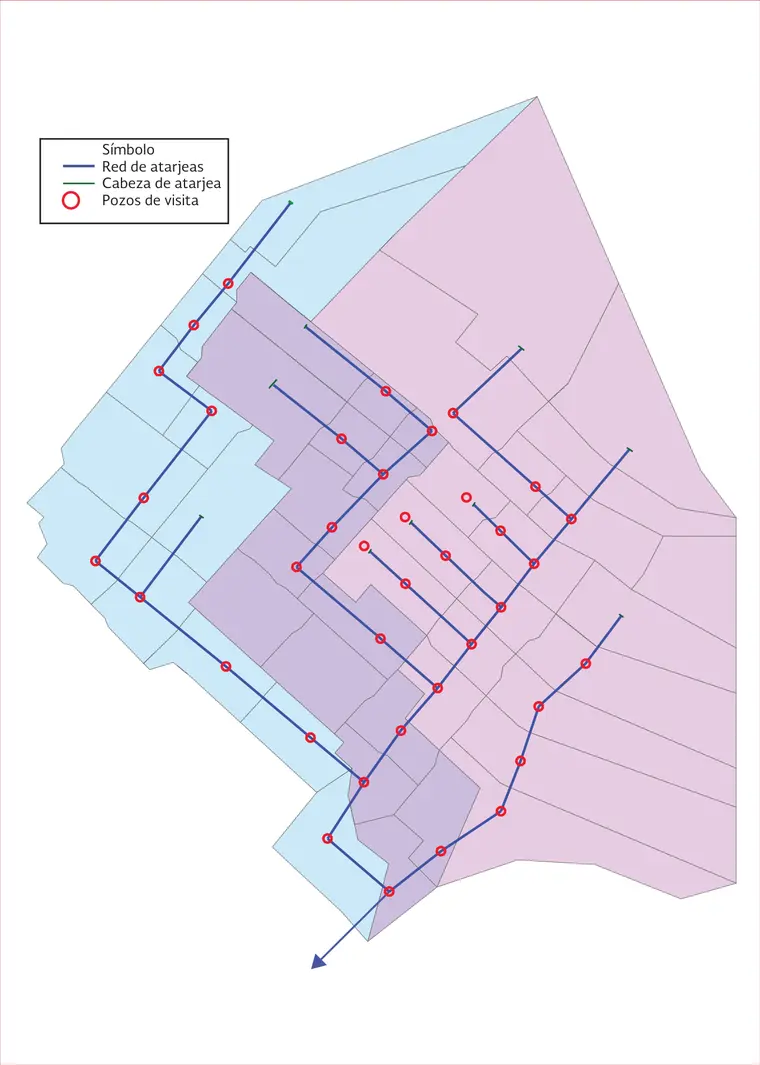 Símbolo
Red de atarjeas
Cabeza de atarjea
Pozos de visita